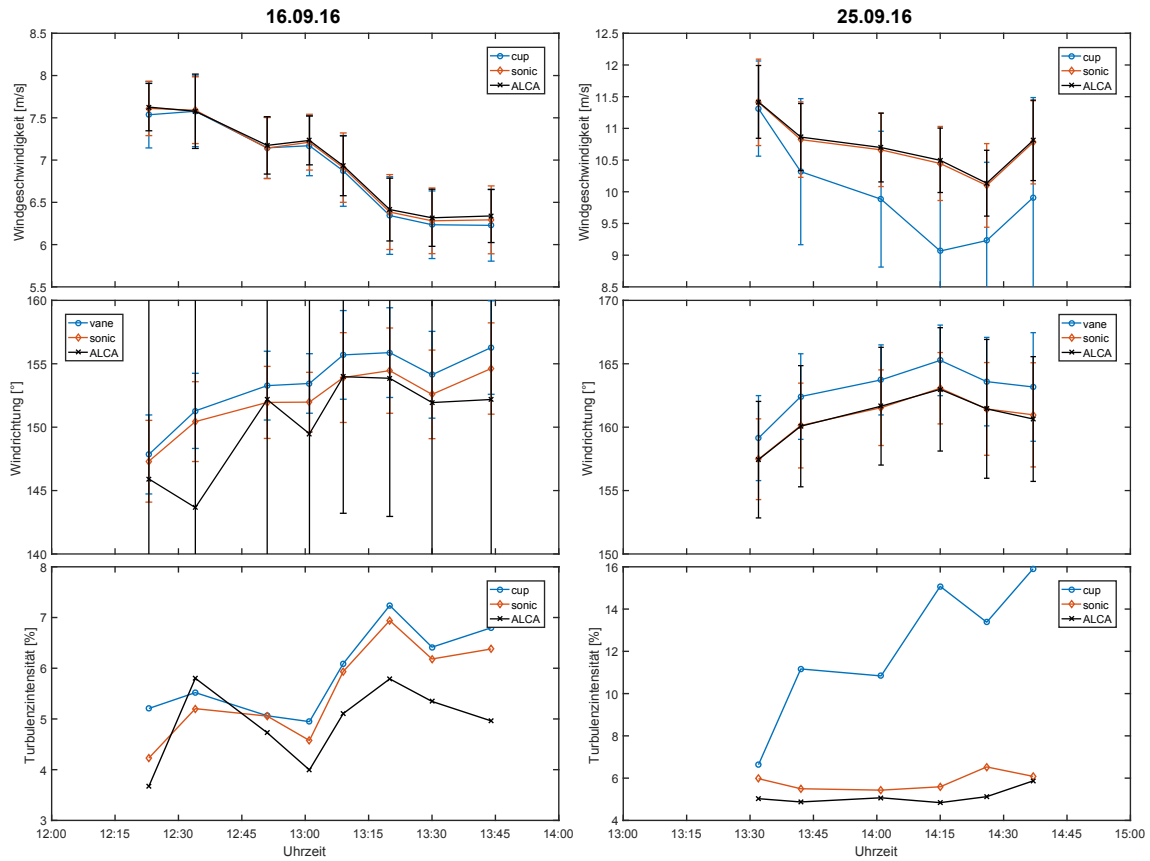 16.09.16
8.5
8
7.5
7
6.5
6
5.5
Windgeschwindigkeit [m/s]
cup
sonic
ALCA
160
155
150
145
140
Windrichtung [°]
vane
sonic
ALCA
8
7
6
5
4
3
Turbulenzintensität [%]
cup
sonic
ALCA
12:00 12:15 12:30 12:45 13:00 13:15 13:30 13:45 14:00
Uhrzeit
25.09.16
12.5
12
11.5
11
10.5
10
9.5
9
8.5
Windgeschwindigkeit [m/s]
cup
sonic
ALCA
170
165
160
155
150
Windrichtung [°]
vane
sonic
ALCA
16
14
12
10
8
6
4
Turbulenzintensität [%]
cup
sonic
ALCA
13:00 13:15 13:30 13:45 14:00 14:15 14:30 14:45 15:00
Uhrzeit